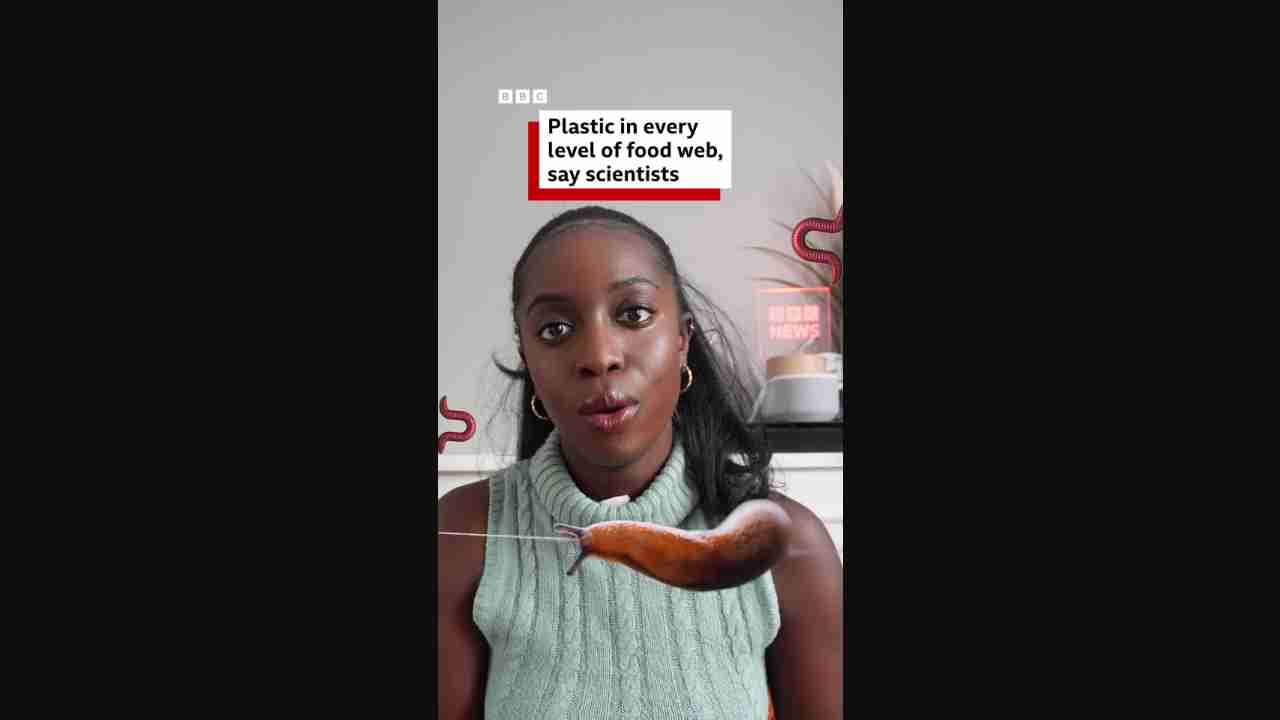 BBC
Plastic in every
level of food web,
say scientists
BBC
NEWS